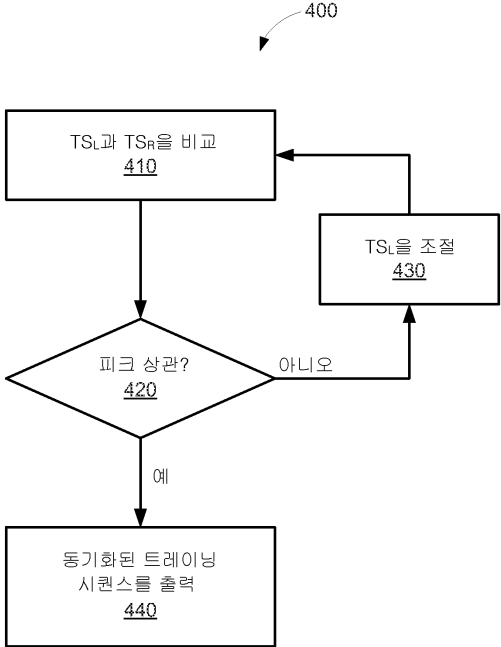 400
TSL과 TSR을 비교
410
TSL을 조절
430
피크 상관?
420
아니오
예
동기화된 트레이닝
시퀀스를 출력
440